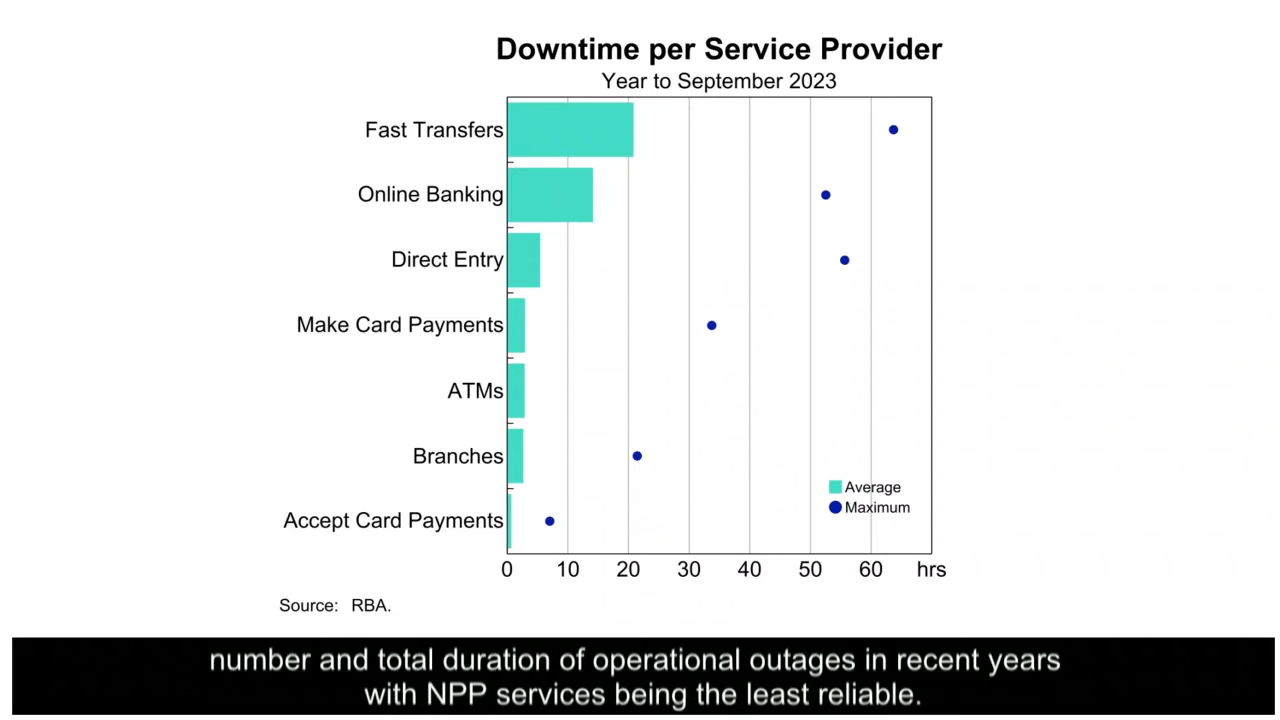 Downtime per Service Provider
Year to September 2023
Fast Transfers
Online Banking
Direct Entry
Make Card Payments
ATMs
Branches
Accept Card Payments
Average
Maximum
0 10 20 30 40 50 60 hrs
Source: RBA.
number and total duration of operational outages in recent years
with NPP services being the least reliable.